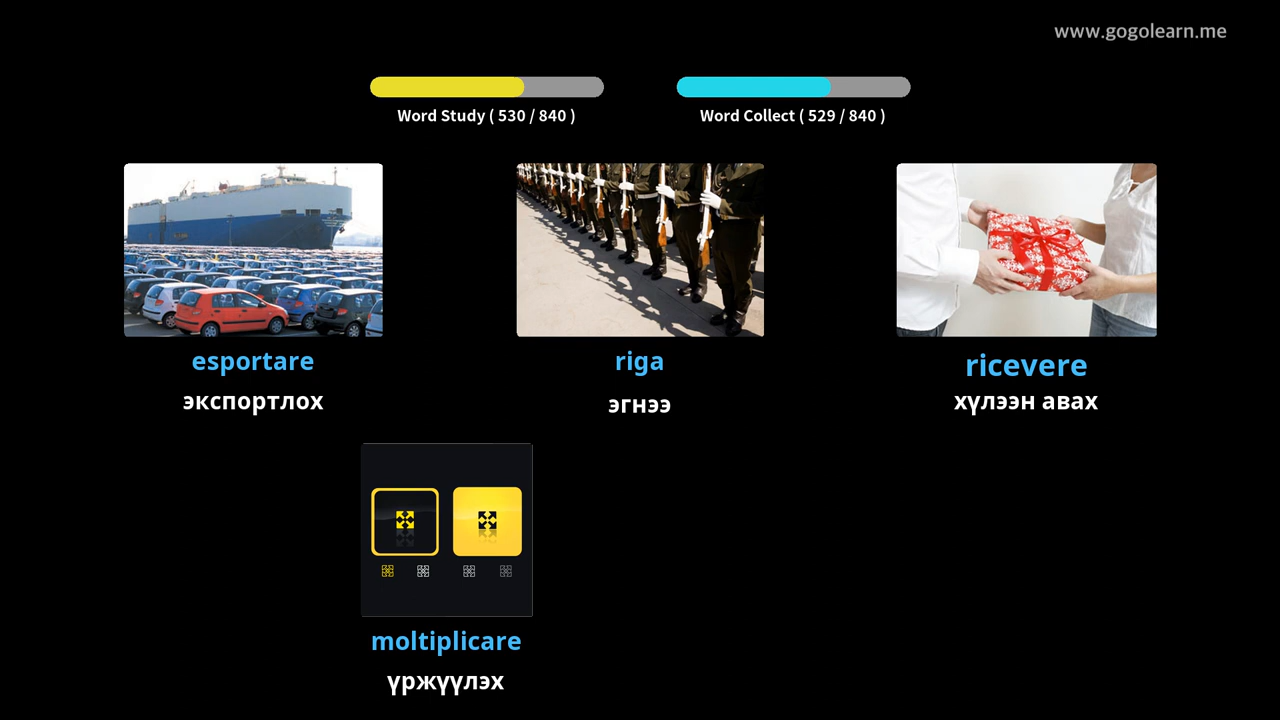 www.gogolearn.me
Word Study ( 530 / 840 )
Word Collect ( 529 / 840 )
esportare
экспортлох
riga
эгнээ
ricevere
хүлээн авах
moltiplicare
үржүүлэх